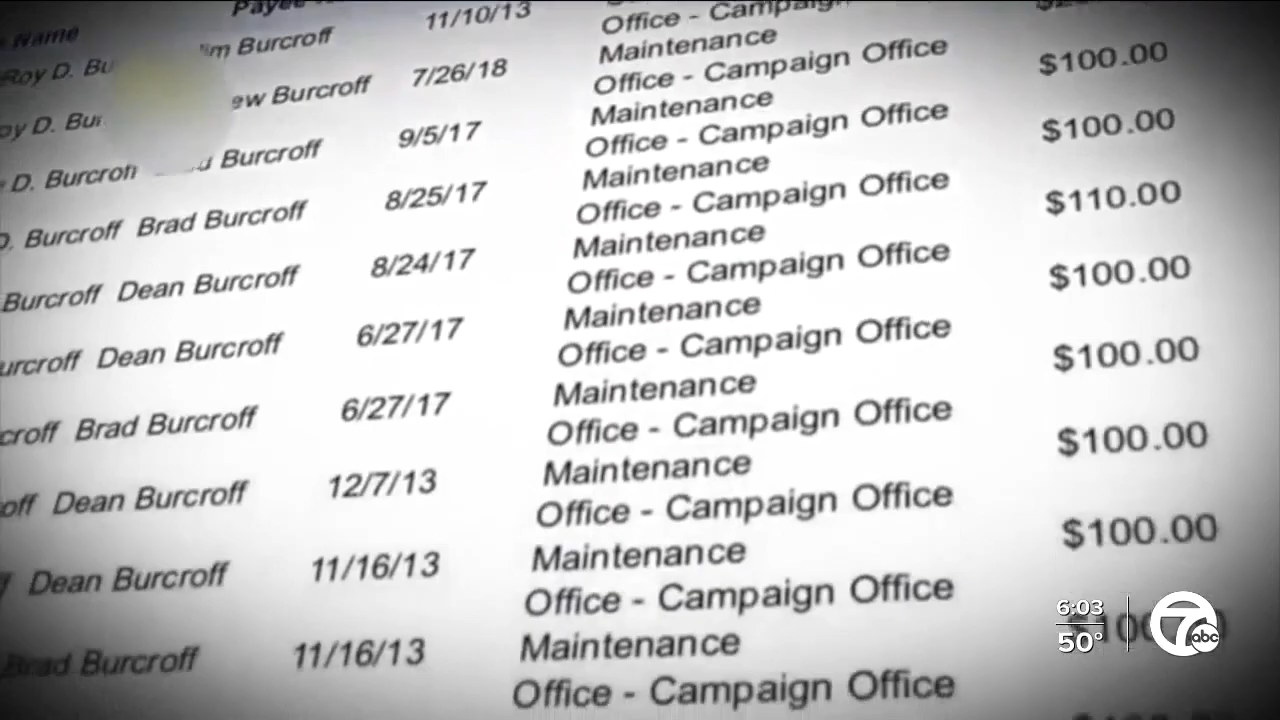 Name
Roy D. Bu Burcroff 11/10/13 Office - Campaign
Maintenance
D. Bur Burcroff 7/26/18 Office - Campaign Office $100.00
Maintenance
D. Burcroff Burcroff 9/5/17 Office - Campaign Office $100.00
Maintenance
D. Burcroff Brad Burcroff 8/25/17 Office - Campaign Office $110.00
Maintenance
Burcroff Dean Burcroff 8/24/17 Office - Campaign Office $100.00
Maintenance
urcroff Dean Burcroff 6/27/17 Office - Campaign Office $100.00
Maintenance
croff Brad Burcroff 6/27/17 Office - Campaign Office $100.00
Maintenance
off Dean Burcroff 12/7/13 Office - Campaign Office $100.00
Maintenance
Dean Burcroff 11/16/13 Office - Campaign Office
Maintenance
Brad Burcroff 11/16/13 Office - Campaign Office
6:03
50°
7 abc